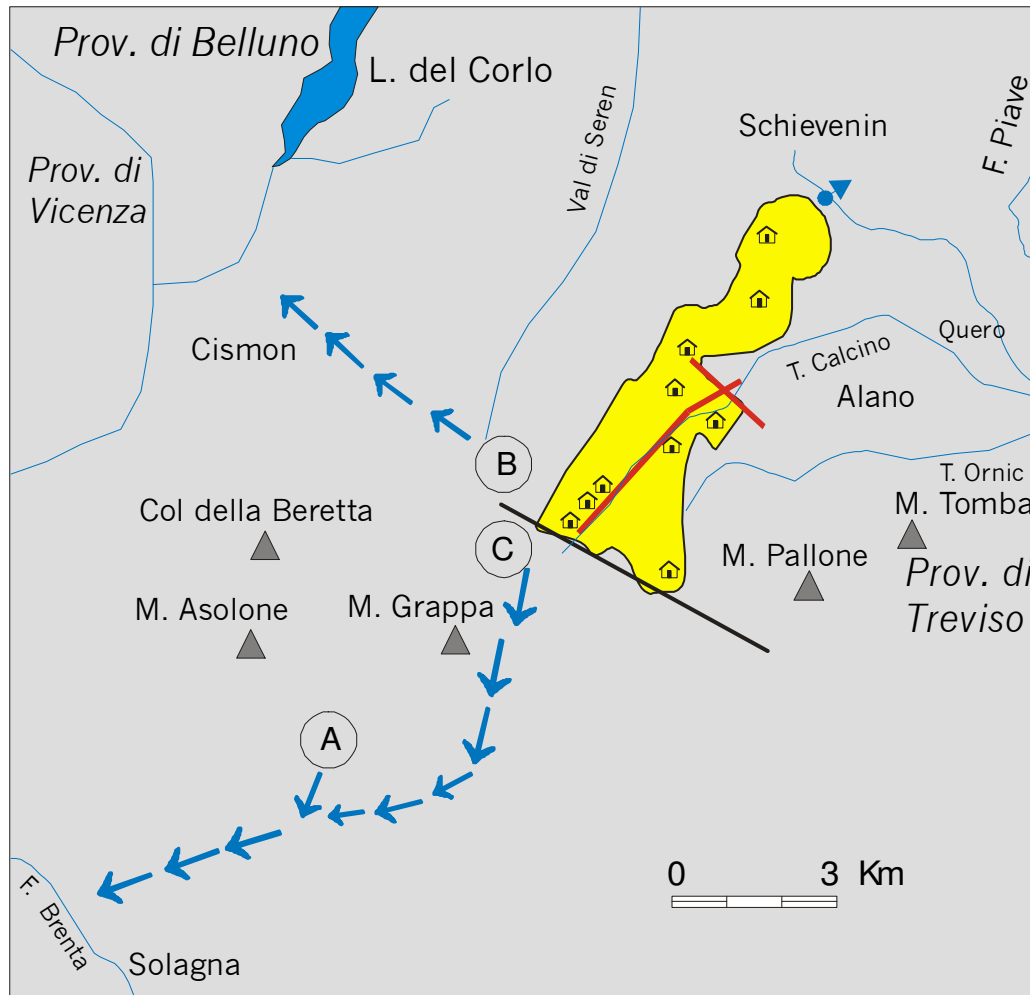 Prov. di Belluno
L. del Corlo
F. Piave
Schievenin
Val di Seren
Prov. di
Vicenza
Cismon
Quero
T. Calcino
Alano
B
T. Ornic
M. Tomba
Col della Beretta
C
M. Pallone
Prov. di
Treviso
M. Asolone
M. Grappa
A
0 3 Km
F. Brenta
Solagna